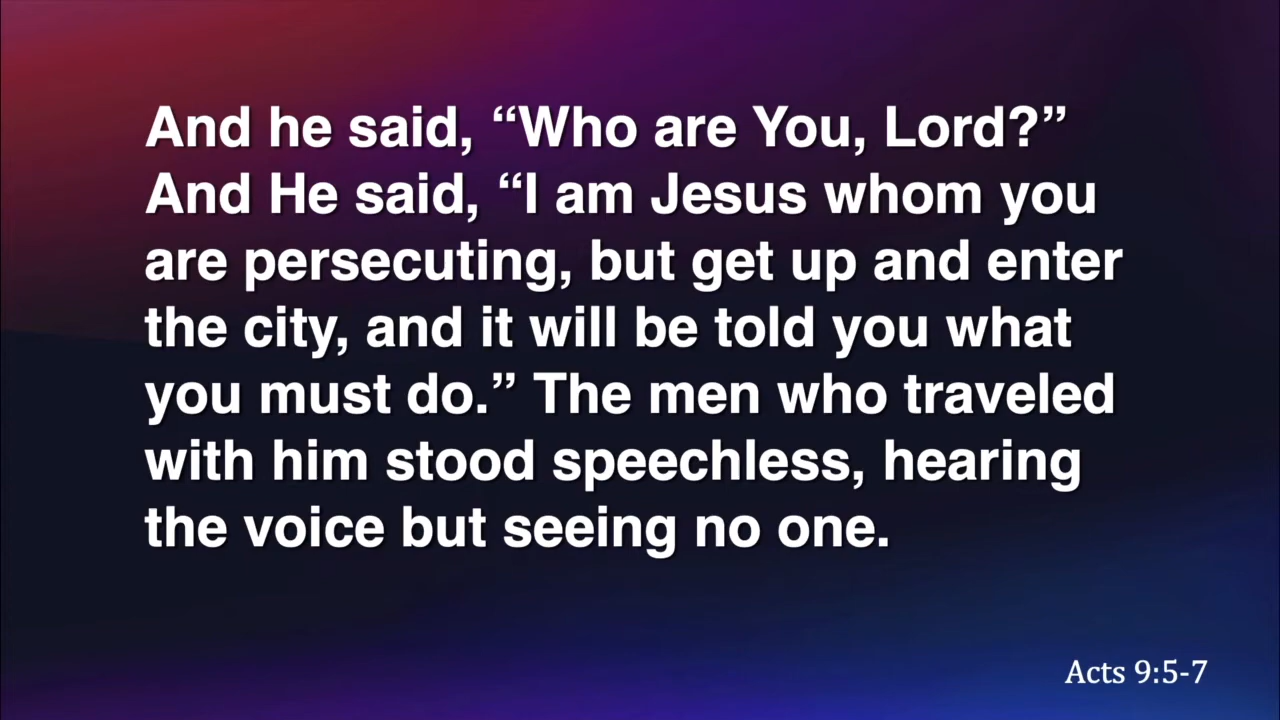 And he said, “Who are You, Lord?”
And He said, “I am Jesus whom you
are persecuting, but get up and enter
the city, and it will be told you what
you must do.” The men who traveled
with him stood speechless, hearing
the voice but seeing no one.
Acts 9:5-7